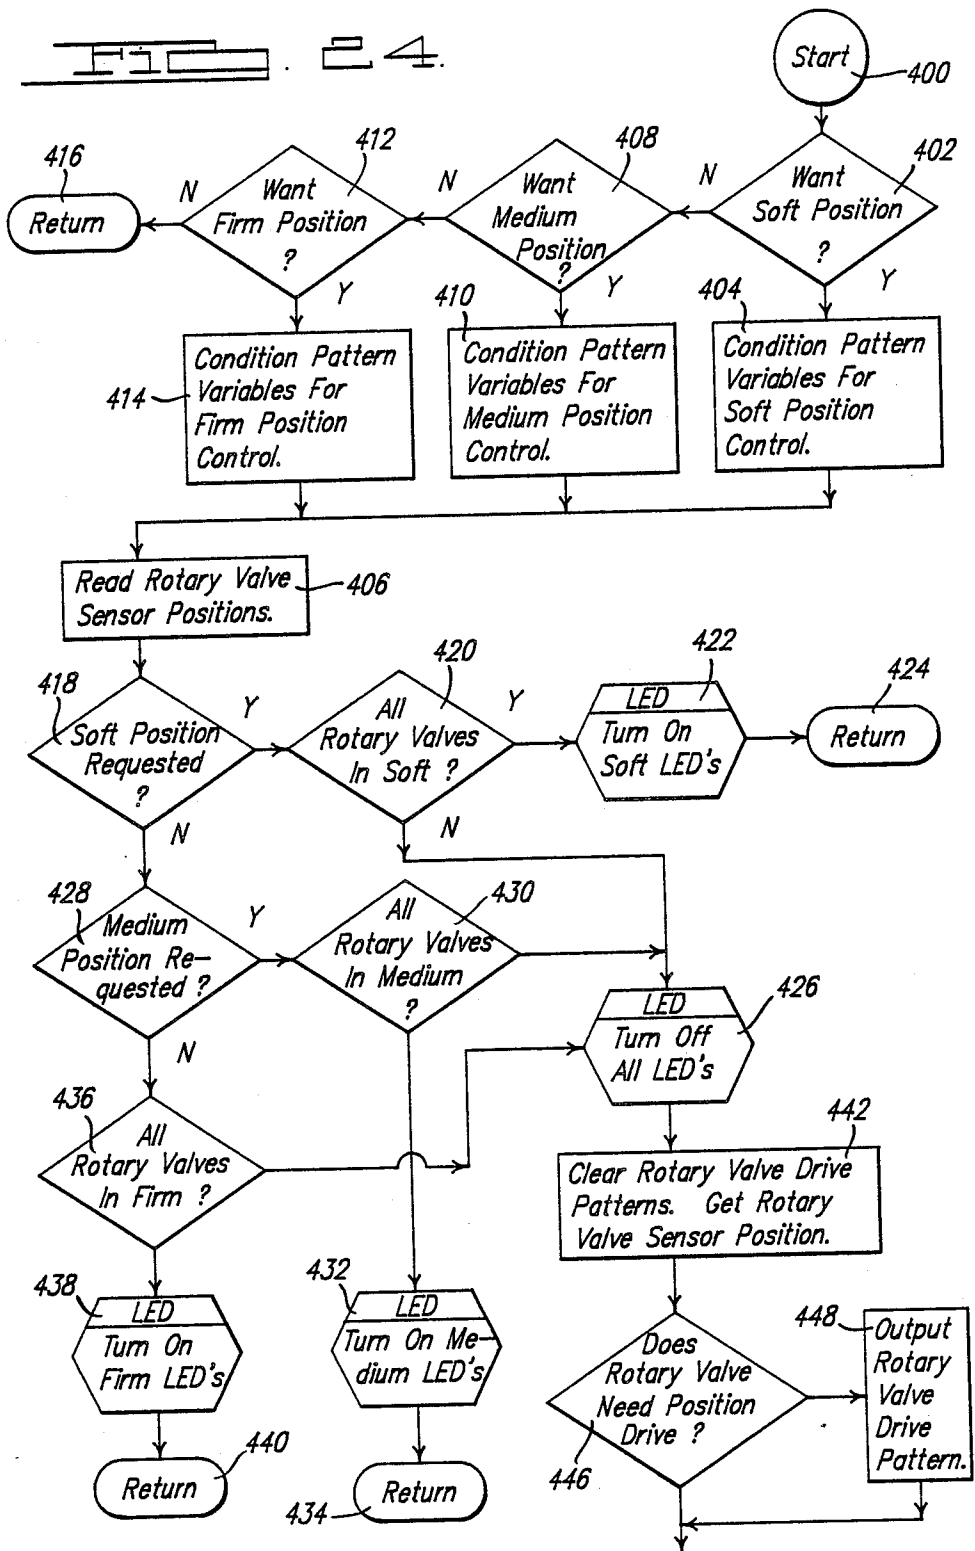 FIG. 24.
Start
400
416
412
408
402
Return
N
Want
Firm Position
?
N
Want
Medium
Position
?
N
Want
Soft Position
?
Y
Y
Y
414
Condition Pattern
Variables For
Firm Position
Control.
410
Condition Pattern
Variables For
Medium Position
Control.
404
Condition Pattern
Variables For
Soft Position
Control.
Read Rotary Valve
Sensor Positions.
406
418
Soft Position
Requested
?
Y
N
420
All
Rotary Valves
In Soft ?
Y
N
422
LED
Turn On
Soft LED's
424
Return
428
Medium
Position Re-
quested ?
Y
N
430
All
Rotary Valves
In Medium
?
426
LED
Turn Off
All LED's
436
All
Rotary Valves
In Firm ?
442
Clear Rotary Valve Drive
Patterns. Get Rotary
Valve Sensor Position.
438
LED
Turn On
Firm LED's
432
LED
Turn On Me-
dium LED's
Does
Rotary Valve
Need Position
Drive ?
446
448
Output
Rotary
Valve
Drive
Pattern.
Return
440
Return
434